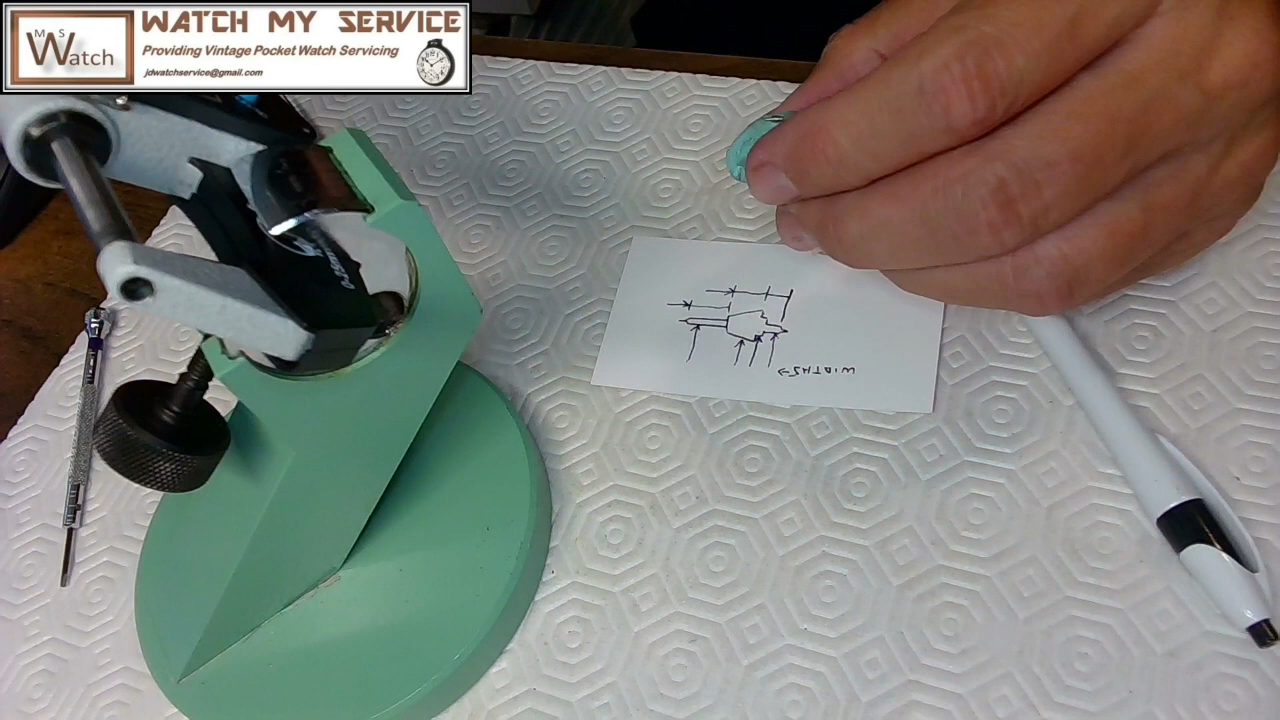 WATCH MY SERVICE
M S
Watch
Providing Vintage Pocket Watch Servicing
jdwatchservice@gmail.com
WIDTHS→